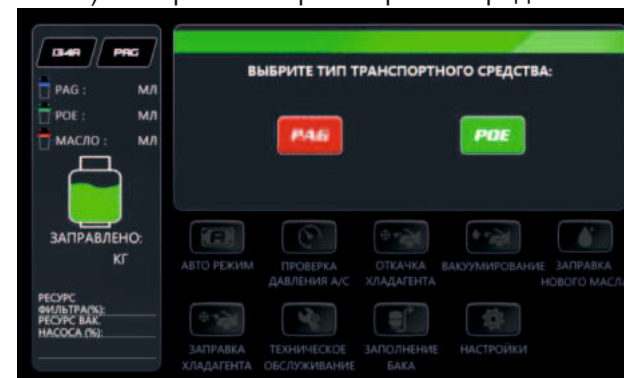 134A PAG
PAG : МЛ
POE : МЛ
МАСЛО : МЛ
ЗАПРАВЛЕНО:
КГ
РЕСУРС
ФИЛЬТРА(%):
РЕСУРС ВАК.
НАСОСА (%):
ВЫБРИТЕ ТИП ТРАНСПОРТНОГО СРЕДСТВА:
PAG POE
АВТО РЕЖИМ
ПРОВЕРКА
ДАВЛЕНИЯ А/С
ОТКАЧКА
ХЛАДАГЕНТА
ВАКУУМИРОВАНИЕ
ЗАПРАВКА
НОВОГО МАСЛА
ЗАПРАВКА
ХЛАДАГЕНТА
ТЕХНИЧЕСКОЕ
ОБСЛУЖИВАНИЕ
ЗАПОЛНЕНИЕ
БАКА
НАСТРОЙКИ